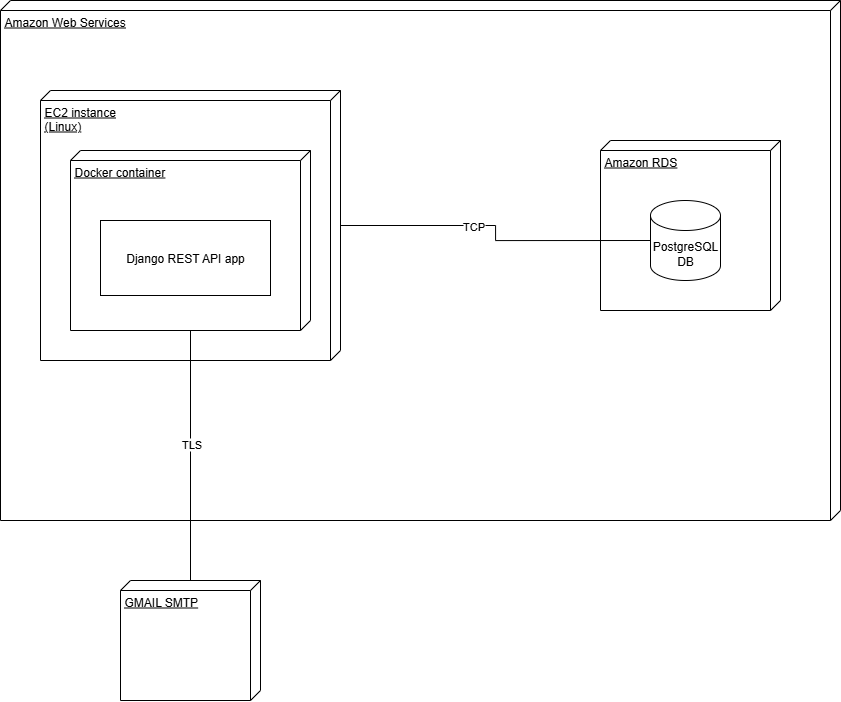 Amazon Web Services
EC2 instance
(Linux)
Docker container
Django REST API app
TCP
Amazon RDS
PostgreSQL
DB
TLS
GMAIL SMTP